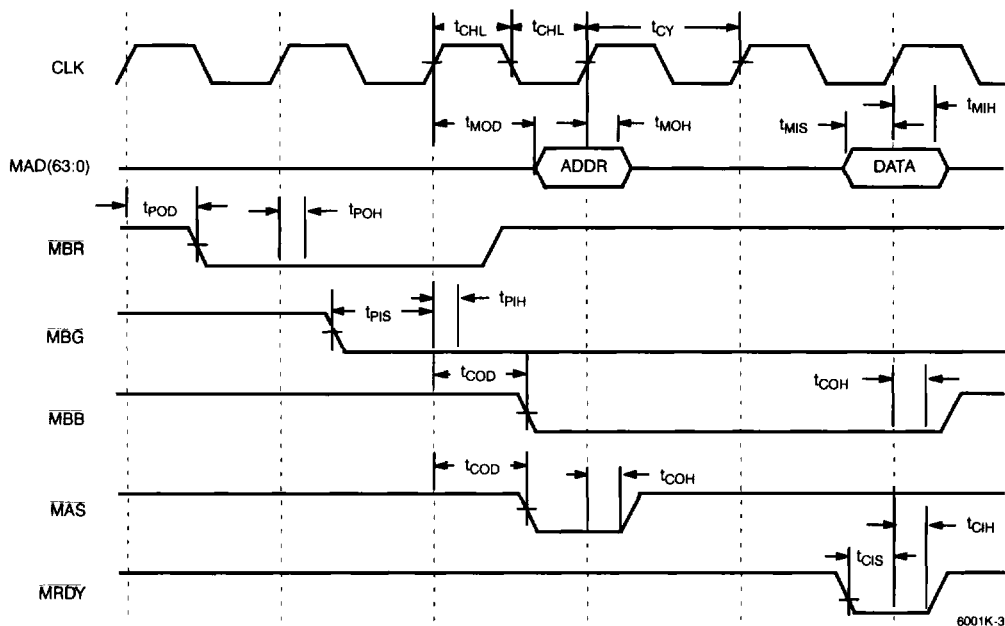 tCHL tCHL tCY
CLK
tMOD tMOH tMIS tMIH
MAD(63:0) ADDR DATA
tPOD tPOH
MBR
tPIS tPIH
MBG
tCOD tCOH
MBB
tCOD tCOH
MAS
tCIS tCIH
MRDY
6001K-3